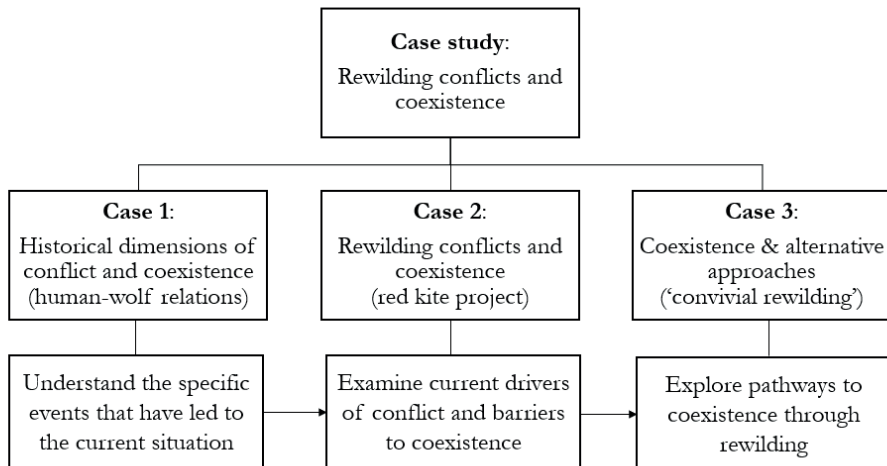 Case study:
Rewilding conflicts and
coexistence
Case 1:
Historical dimensions of
conflict and coexistence
(human-wolf relations)
Case 2:
Rewilding conflicts and
coexistence
(red kite project)
Case 3:
Coexistence & alternative
approaches
(‘convivial rewilding’)
Understand the specific
events that have led to
the current situation
Examine current drivers
of conflict and barriers
to coexistence
Explore pathways to
coexistence through
rewilding